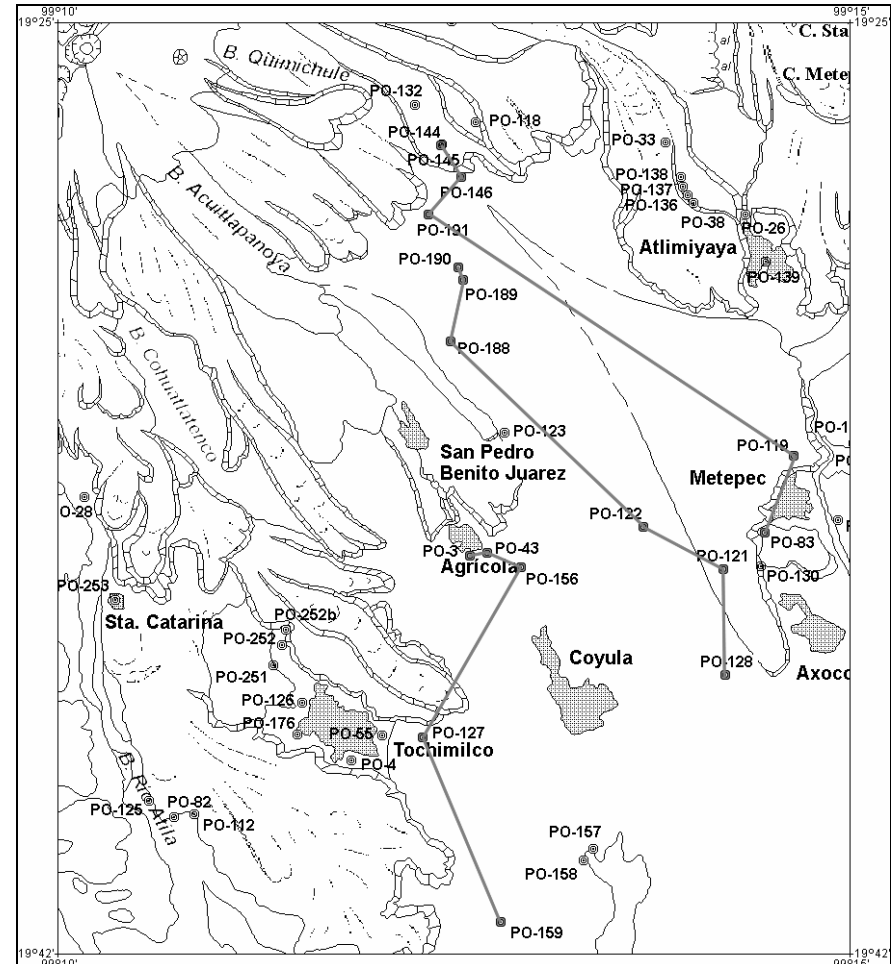 99°10'
99°15'
19°25'
19°25'
C. Sta
al
al
C. Mete
B. Quimichule
PO-132
PO-118
PO-144
PO-33
PO-145
PO-138
PO-146
PO-137
PO-136
B. Acuitlapanoya
PO-191
PO-38
PO-26
Atlimiyaya
PO-190
PO-139
PO-189
B. Cohuatlatenco
PO-188
PO-123
PO-1
PO-119
San Pedro
Benito Juarez
Metepec
O-28
PO-122
PO-83
PO-3
PO-43
PO-121
Agrícola
PO-156
PO-130
PO-253
Sta. Catarina
PO-252b
PO-252
Coyula
PO-251
PO-128
Axoco
PO-126
PO-176
PO-55
PO-127
Tochimilco
PO-4
B. Rio Atila
PO-125
PO-82
PO-112
PO-157
PO-158
PO-159
19°42'
19°42'
99°10'
99°15'